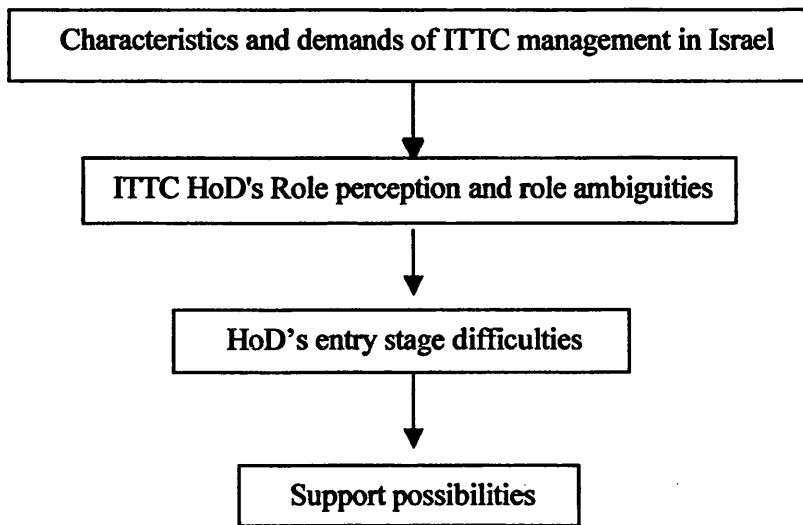 Characteristics and demands of ITTC management in Israel
ITTC HoD's Role perception and role ambiguities
HoD's entry stage difficulties
Support possibilities